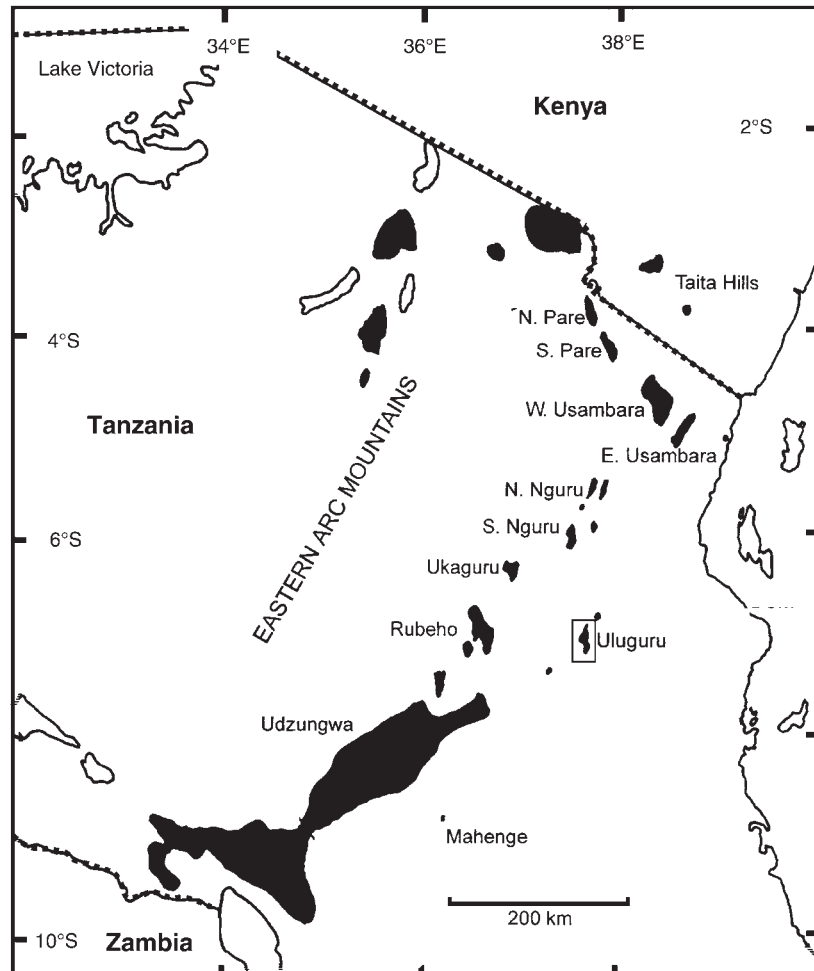 34°E
36°E
38°E
Lake Victoria
Kenya
2°S
Taita Hills
N. Pare
4°S
S. Pare
W. Usambara
Tanzania
E. Usambara
EASTERN ARC MOUNTAINS
N. Nguru
S. Nguru
6°S
Ukaguru
Rubeho
Uluguru
Udzungwa
Mahenge
200 km
10°S
Zambia